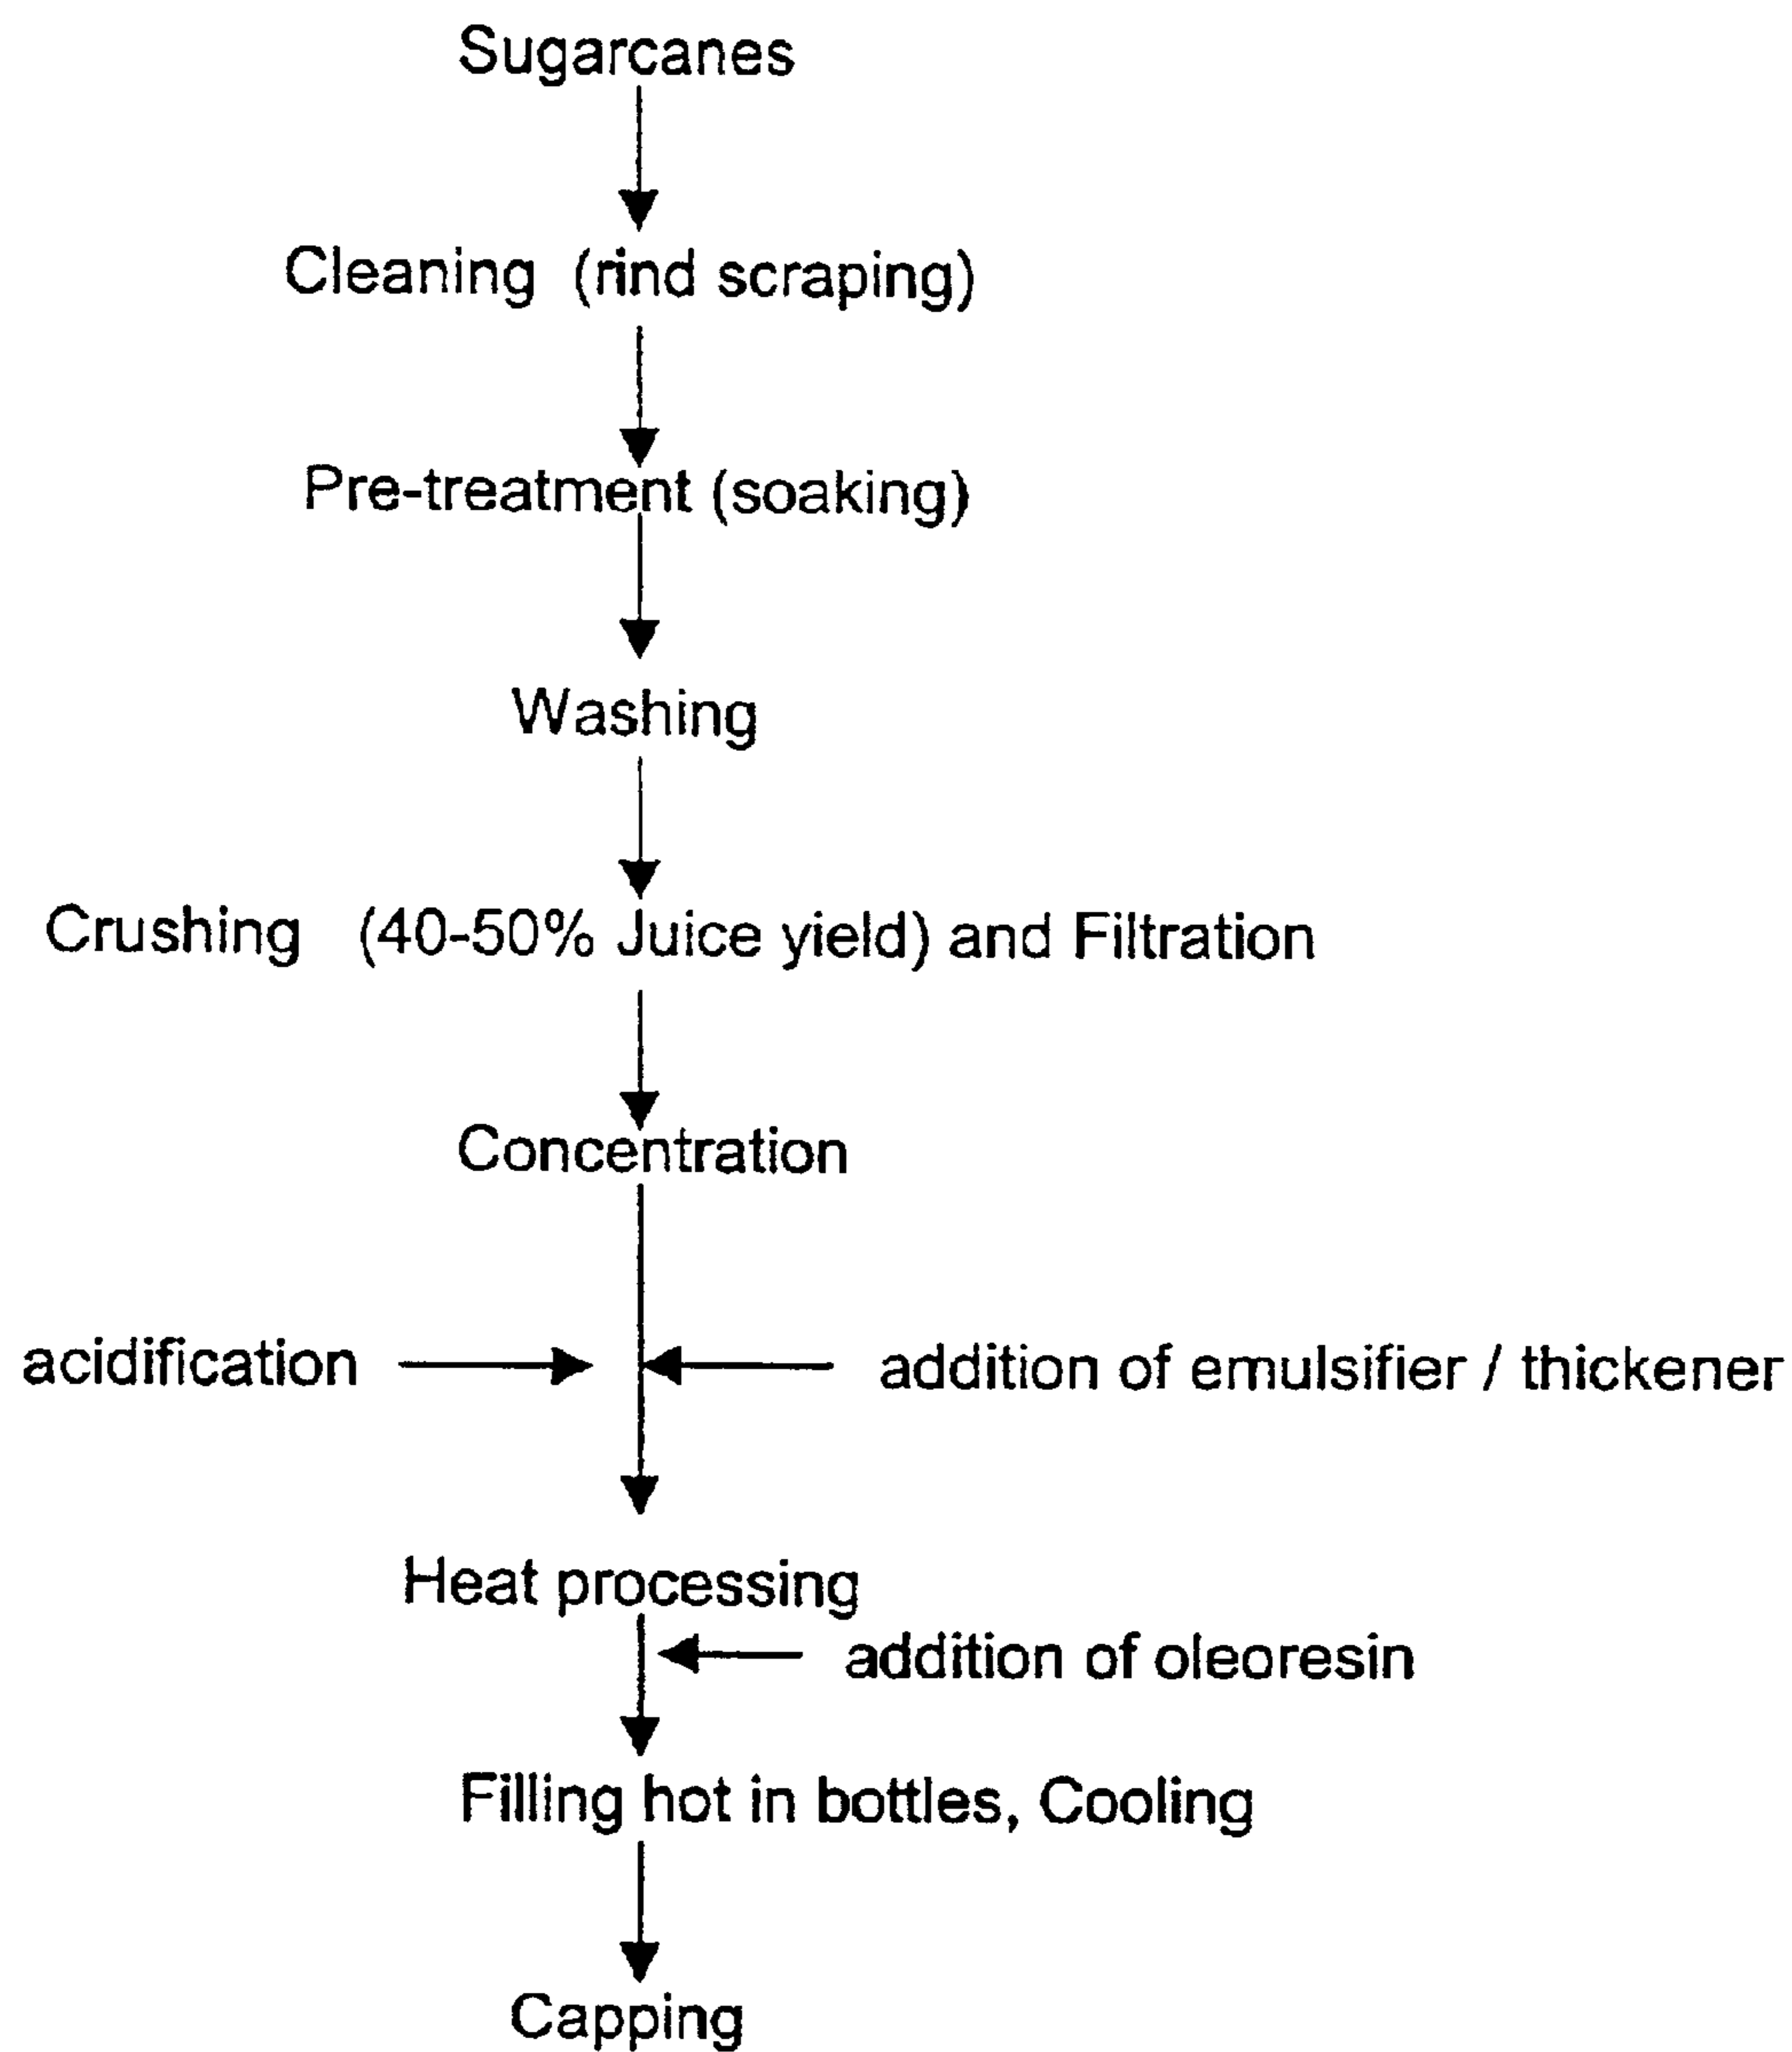 Sugarcanes
Cleaning (rind scraping)
Pre-treatment (soaking)
Washing
Crushing (40-50% Juice yield) and Filtration
Concentration
acidification
addition of emulsifier / thickener
Heat processing
addition of oleoresin
Filling hot in bottles, Cooling
Capping